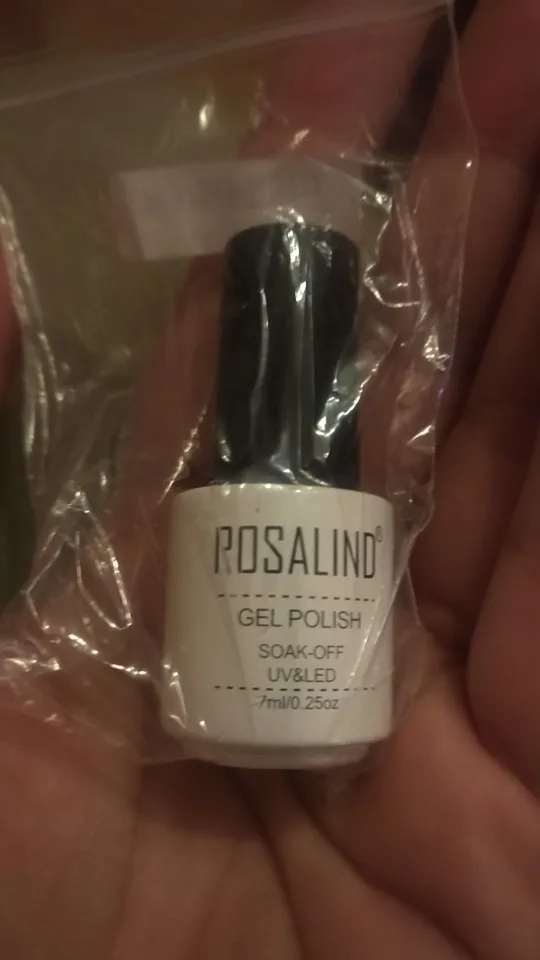 ROSALIND®
GEL POLISH
SOAK-OFF
UV&LED
7ml/0.25oz